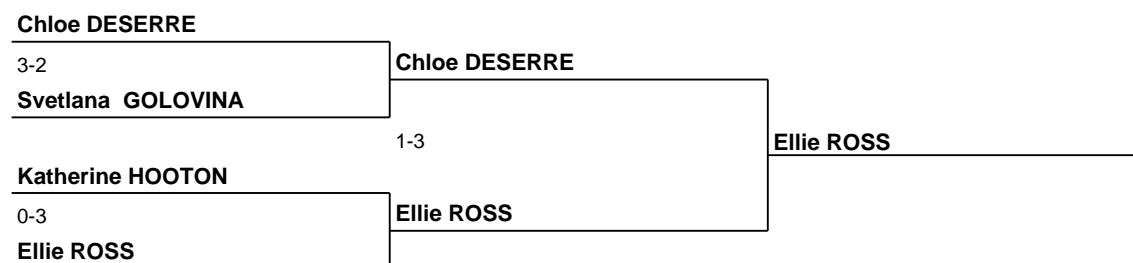 Chloe DESERRE
3-2
Chloe DESERRE
Svetlana  GOLOVINA
1-3
Ellie ROSS
Katherine HOOTON
0-3
Ellie ROSS
Ellie ROSS